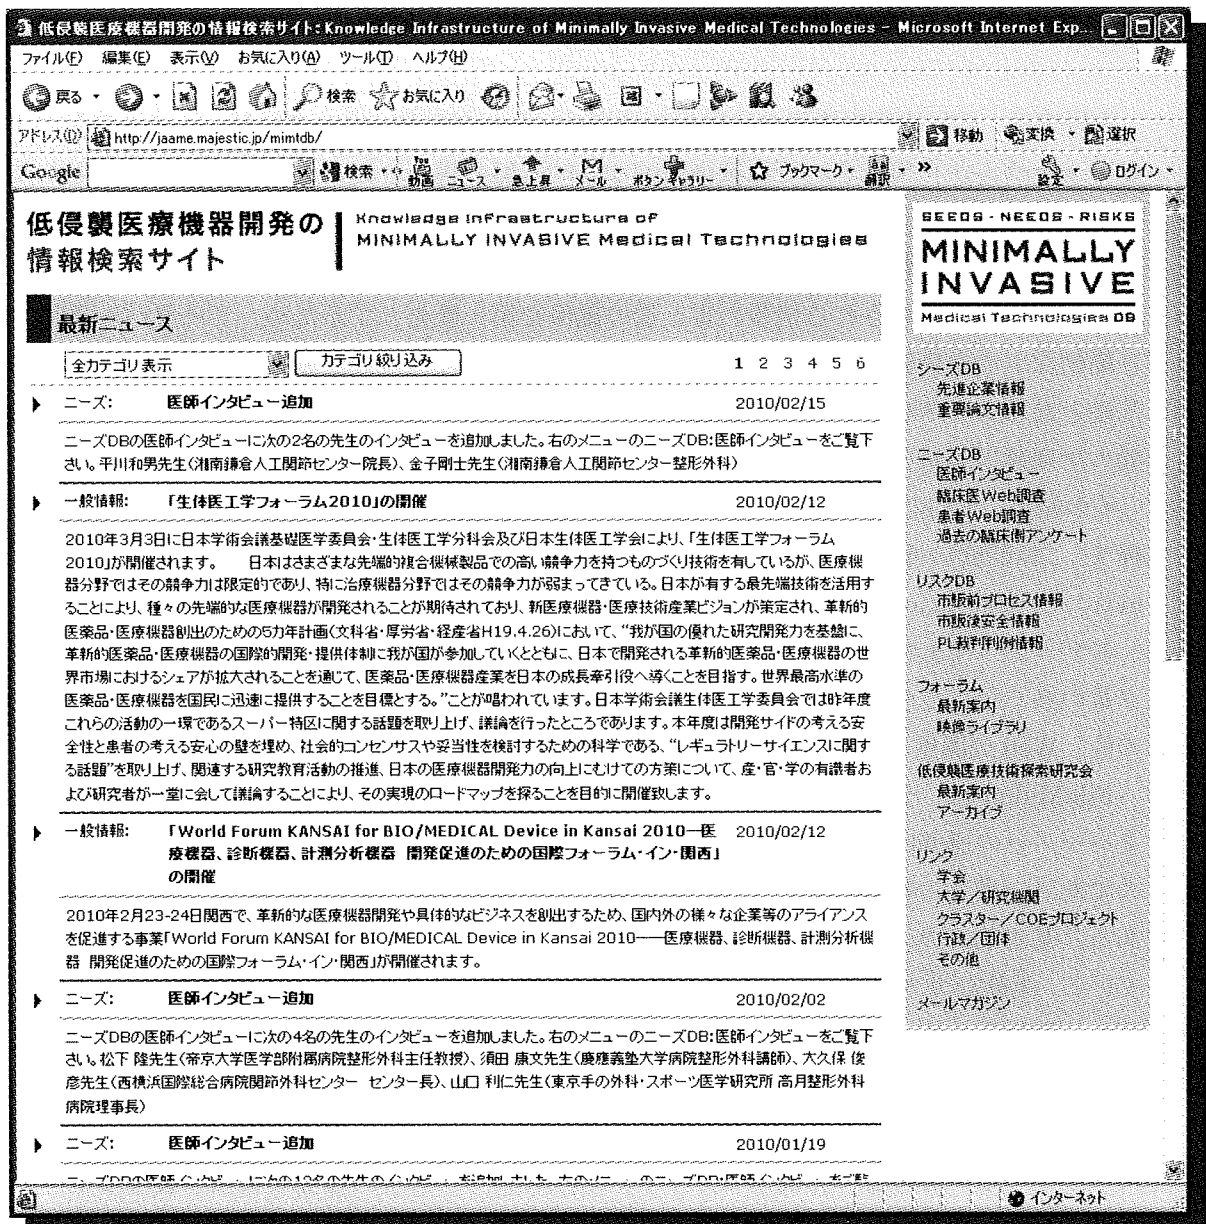 低侵襲医療機器開発の情報検索サイト:Knowledge Infrastructure of Minimally Invasive Medical Technologies - Microsoft Internet Exp...
ファイル(F) 編集(E) 表示(V) お気に入り(A) ツール(T) ヘルプ(H)
戻る 検索 お気に入り
アドレス(D) http://jaame.majestic.jp/mimtdb/ 移動 変換 選択
Google 検索 You 動画 ニュース 急上昇 メール ボタン ギャラリー ブックマーク 翻訳 設定 ログイン
低侵襲医療機器開発の
情報検索サイト
Knowledge Infrastructure of
MINIMALLY INVASIVE Medical Technologies
最新ニュース
全カテゴリ表示 カテゴリ絞り込み 1 2 3 4 5 6
ニーズ: 医師インタビュー追加 2010/02/15
ニーズDBの医師インタビューに次の2名の先生のインタビューを追加しました。右のメニューのニーズDB:医師インタビューをご覧下
さい。平川和男先生(湘南鎌倉人工関節センター院長)、金子剛士先生(湘南鎌倉人工関節センター整形外科)
一般情報: 「生体医工学フォーラム2010」の開催 2010/02/12
2010年3月3日に日本学術会議基礎医学委員会・生体医工学分科会及び日本生体医工学会により、「生体医工学フォーラム
2010」が開催されます。 日本はさまざまな先端的複合機械製品での高い競争力を持つものづくり技術を有しているが、医療機
器分野ではその競争力は限定的であり、特に治療機器分野ではその競争力が弱まってきている。日本が有する最先端技術を活用す
ることにより、種々の先端的な医療機器が開発されることが期待されており、新医療機器・医療技術産業ビジョンが策定され、革新的
医薬品・医療機器創出のための5カ年計画(文科省・厚労省・経産省H19.4.26)において、“我が国の優れた研究開発力を基盤に、
革新的医薬品・医療機器の国際的開発・提供体制に我が国が参加していくとともに、日本で開発される革新的医薬品・医療機器の世
界市場におけるシェアが拡大されることを通じて、医薬品・医療機器産業を日本の成長牽引役へ導くことを目指す。世界最高水準の
医薬品・医療機器を国民に迅速に提供することを目標とする。”ことが唱われています。日本学術会議生体医工学委員会では昨年度
これらの活動の一環であるスーパー特区に関する話題を取り上げ、議論を行ったところであります。本年度は開発サイドの考える安
全性と患者の考える安心の壁を埋め、社会的コンセンサスや妥当性を検討するための科学である、“レギュラトリーサイエンスに関す
る話題”を取り上げ、関連する研究教育活動の推進、日本の医療機器開発力の向上にむけての方策について、産・官・学の有識者お
よび研究者が一堂に会して議論することにより、その実現のロードマップを探ることを目的に開催致します。
一般情報: 「World Forum KANSAI for BIO/MEDICAL Device in Kansai 2010―医 2010/02/12
療機器、診断機器、計測分析機器 開発促進のための国際フォーラム・イン・関西」
の開催
2010年2月23-24日関西で、革新的な医療機器開発や具体的なビジネスを創出するため、国内外の様々な企業等のアライアンス
を促進する事業「World Forum KANSAI for BIO/MEDICAL Device in Kansai 2010――医療機器、診断機器、計測分析機
器 開発促進のための国際フォーラム・イン・関西」が開催されます。
ニーズ: 医師インタビュー追加 2010/02/02
ニーズDBの医師インタビューに次の4名の先生のインタビューを追加しました。右のメニューのニーズDB:医師インタビューをご覧下
さい。松下 隆先生(帝京大学医学部附属病院整形外科主任教授)、須田 康文先生(慶應義塾大学病院整形外科講師)、大久保 俊
彦先生(西横浜国際総合病院関節外科センター センター長)、山口 利仁先生(東京手の外科・スポーツ医学研究所 高月整形外科
病院理事長)
ニーズ: 医師インタビュー追加 2010/01/19
SEEDS - NEEDS - RISKS
MINIMALLY
INVASIVE
Medical Technologies DB
シーズDB
先進企業情報
重要論文情報
ニーズDB
医師インタビュー
臨床医Web調査
患者Web調査
過去の臨床側アンケート
リスクDB
市販前プロセス情報
市販後安全情報
PL裁判判例情報
フォーラム
最新案内
映像ライブラリ
低侵襲医療技術探索研究会
最新案内
アーカイブ
リンク
学会
大学/研究機関
クラスター/COEプロジェクト
行政/団体
その他
メールマガジン
インターネット